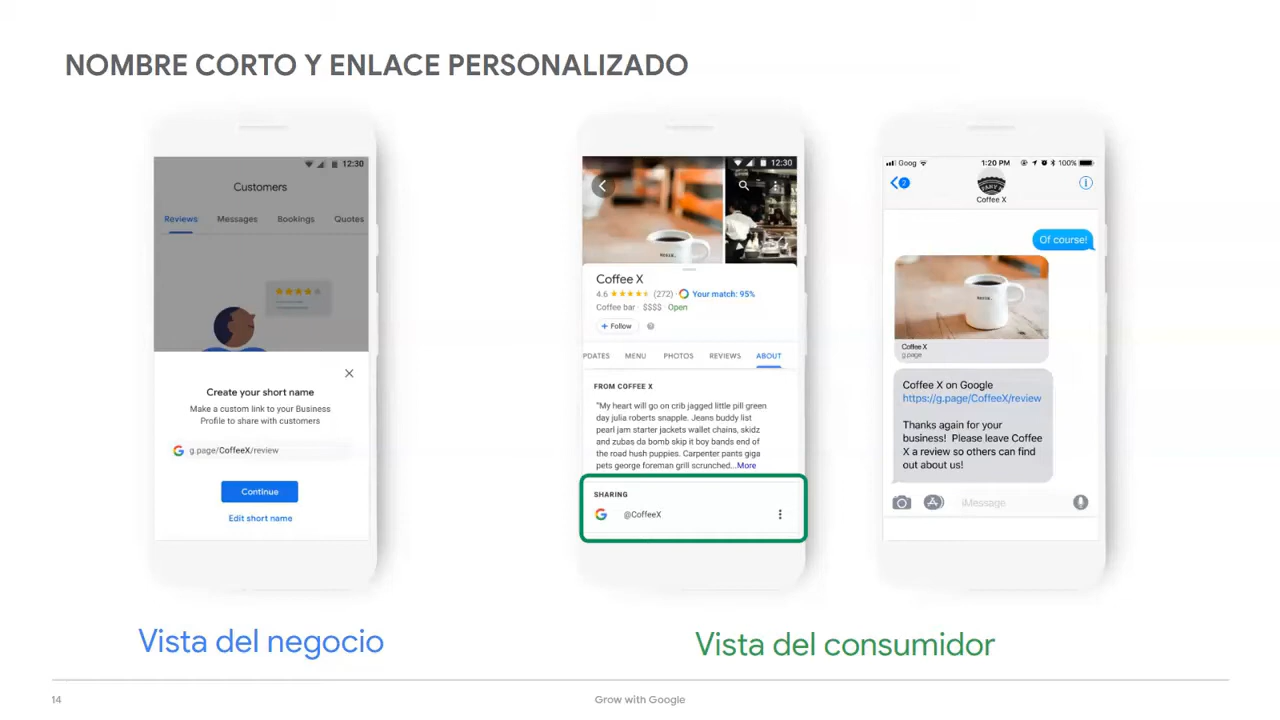 NOMBRE CORTO Y ENLACE PERSONALIZADO
12:30
Customers
Reviews Messages Bookings Quotes
Create your short name
Make a custom link to your Business
Profile to share with customers
g.page/CoffeeX/review
Continue
Edit short name
Vista del negocio
12:30
Coffee X
4.6 (272) · Your match: 95%
Coffee bar · $$$$ Open
+ Follow
PDATES MENU PHOTOS REVIEWS ABOUT
FROM COFFEE X
"My heart will go on crib jagged little pill green
day julia roberts snapple. Jeans buddy list
pearl jam starter jackets wallet chains, skidz
and zubas da bomb skip it boy bands end of
the road hush puppies. Carpenter pants giga
pets george foreman grill scrunched...More
SHARING
@CoffeeX
Goog 1:20 PM 100%
2
Coffee X
Of course!
Coffee X
g.page
Coffee X on Google
https://g.page/CoffeeX/review
Thanks again for your
business! Please leave Coffee
X a review so others can find
out about us!
iMessage
Vista del consumidor
14
Grow with Google